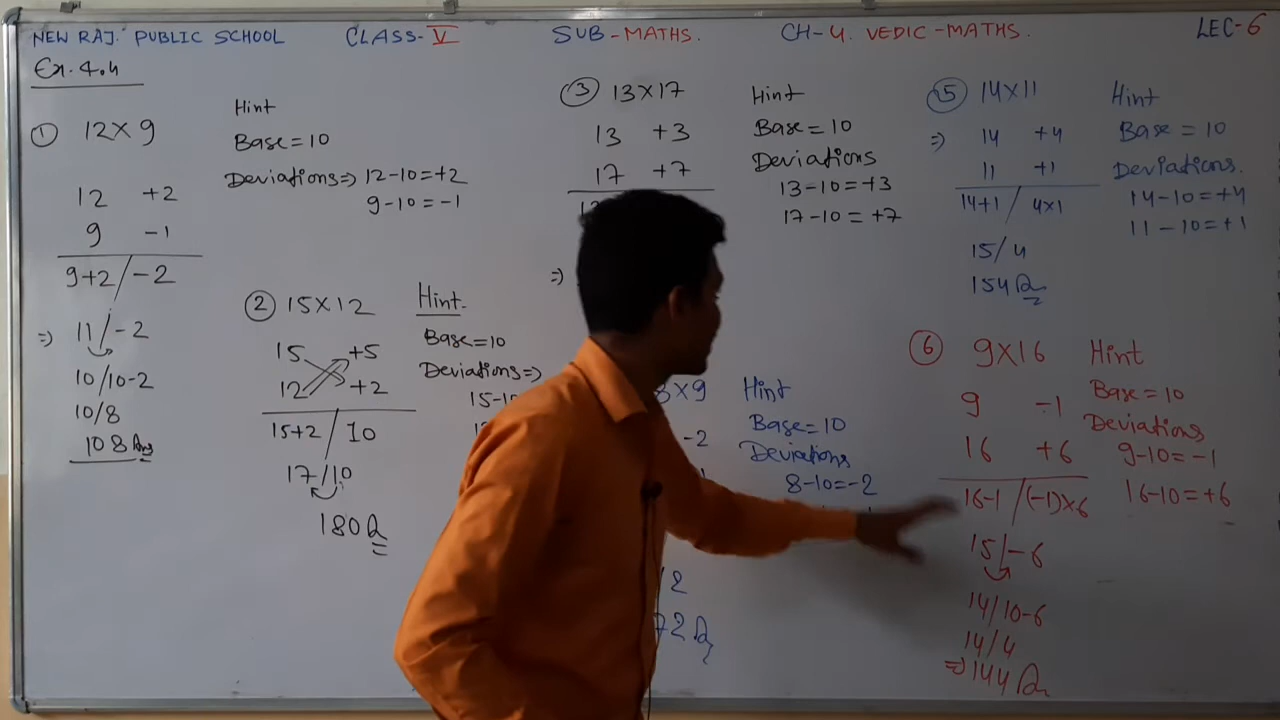 NEW RAJ. PUBLIC SCHOOL CLASS-V SUB-MATHS. CH-4. VEDIC-MATHS. LEC-6
Ex. 4.4
① 12×9
12 +2
9 -1
9+2/-2
⇒ 11/-2
10/10-2
10/8
108 Ans
Hint
Base=10
Deviations⇒ 12-10=+2
9-10=-1
② 15×12
15 +5
12 +2
15+2/10
17/10
180 A
Hint.
Base=10
Deviations⇒
15-10
③ 13×17
13 +3
17 +7
⇒
Hint
Base=10
Deviations
13-10=+3
17-10=+7
8×9
-2
/2
72 A
Hint
Base=10
Deviations
8-10=-2
⑤ 14×11
⇒ 14 +4
11 +1
14+1/4×1
15/4
154 A
Hint
Base=10
Deviations.
14-10=+4
11-10=+1
⑥ 9×16
9 -1
16 +6
16-1/(-1)×6
15/-6
14/10-6
14/4
⇒144 A
Hint
Base=10
Deviations
9-10=-1
16-10=+6